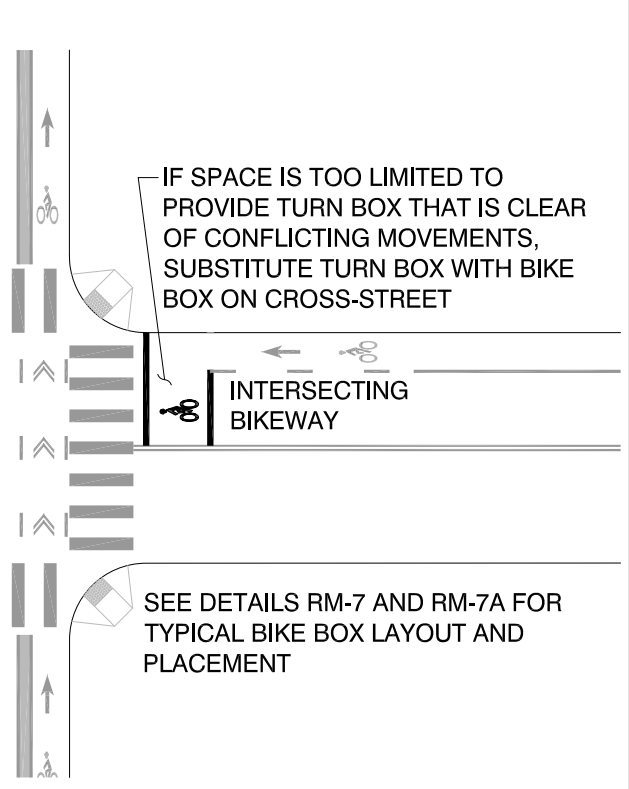 IF SPACE IS TOO LIMITED TO
PROVIDE TURN BOX THAT IS CLEAR
OF CONFLICTING MOVEMENTS,
SUBSTITUTE TURN BOX WITH BIKE
BOX ON CROSS-STREET
INTERSECTING
BIKEWAY
SEE DETAILS RM-7 AND RM-7A FOR
TYPICAL BIKE BOX LAYOUT AND
PLACEMENT